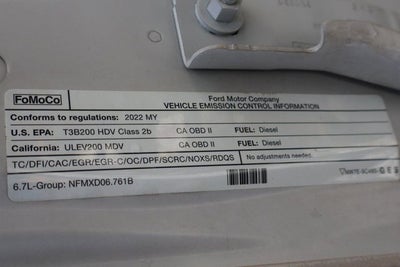 FoMoCo
Ford Motor Company
VEHICLE EMISSION CONTROL INFORMATION
Conforms to regulations: 2022 MY
U.S. EPA: T3B200 HDV Class 2b CA OBD II FUEL: Diesel
California: ULEV200 MDV CA OBD II FUEL: Diesel
TC/DFI/CAC/EGR/EGR-C/OC/DPF/SCRC/NOXS/RDQS No adjustments needed.
6.7L-Group: NFMXD06.761B